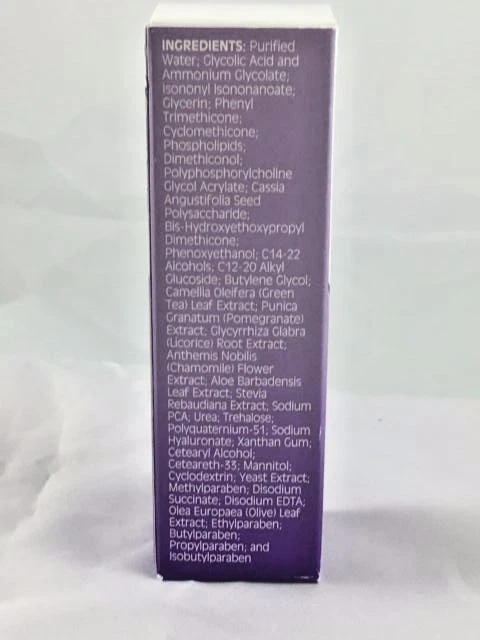 INGREDIENTS: Purified
Water; Glycolic Acid and
Ammonium Glycolate;
Isononyl Isononanoate;
Glycerin; Phenyl
Trimethicone;
Cyclomethicone;
Phospholipids;
Dimethiconol;
Polyphosphorylcholine
Glycol Acrylate; Cassia
Angustifolia Seed
Polysaccharide;
Bis-Hydroxyethoxypropyl
Dimethicone;
Phenoxyethanol; C14-22
Alcohols; C12-20 Alkyl
Glucoside; Butylene Glycol;
Camellia Oleifera (Green
Tea) Leaf Extract; Punica
Granatum (Pomegranate)
Extract; Glycyrrhiza Glabra
(Licorice) Root Extract;
Anthemis Nobilis
(Chamomile) Flower
Extract; Aloe Barbadensis
Leaf Extract; Stevia
Rebaudiana Extract; Sodium
PCA; Urea; Trehalose;
Polyquaternium-51; Sodium
Hyaluronate; Xanthan Gum;
Cetearyl Alcohol;
Ceteareth-33; Mannitol;
Cyclodextrin; Yeast Extract;
Methylparaben; Disodium
Succinate; Disodium EDTA;
Olea Europaea (Olive) Leaf
Extract; Ethylparaben;
Butylparaben;
Propylparaben; and
Isobutylparaben